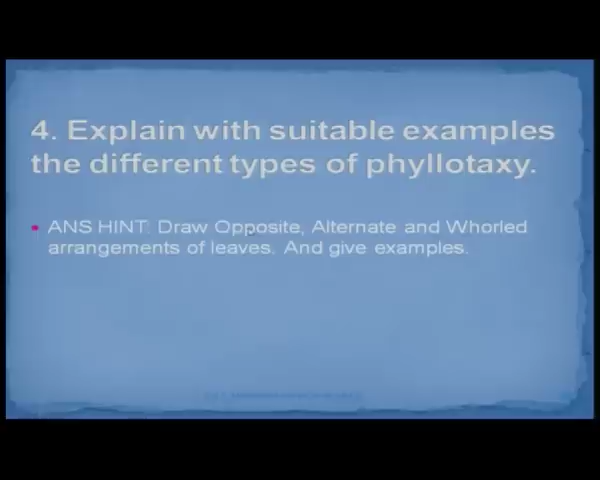 4. Explain with suitable examples
the different types of phyllotaxy.
ANS HINT: Draw Opposite, Alternate and Whorled
arrangements of leaves. And give examples.